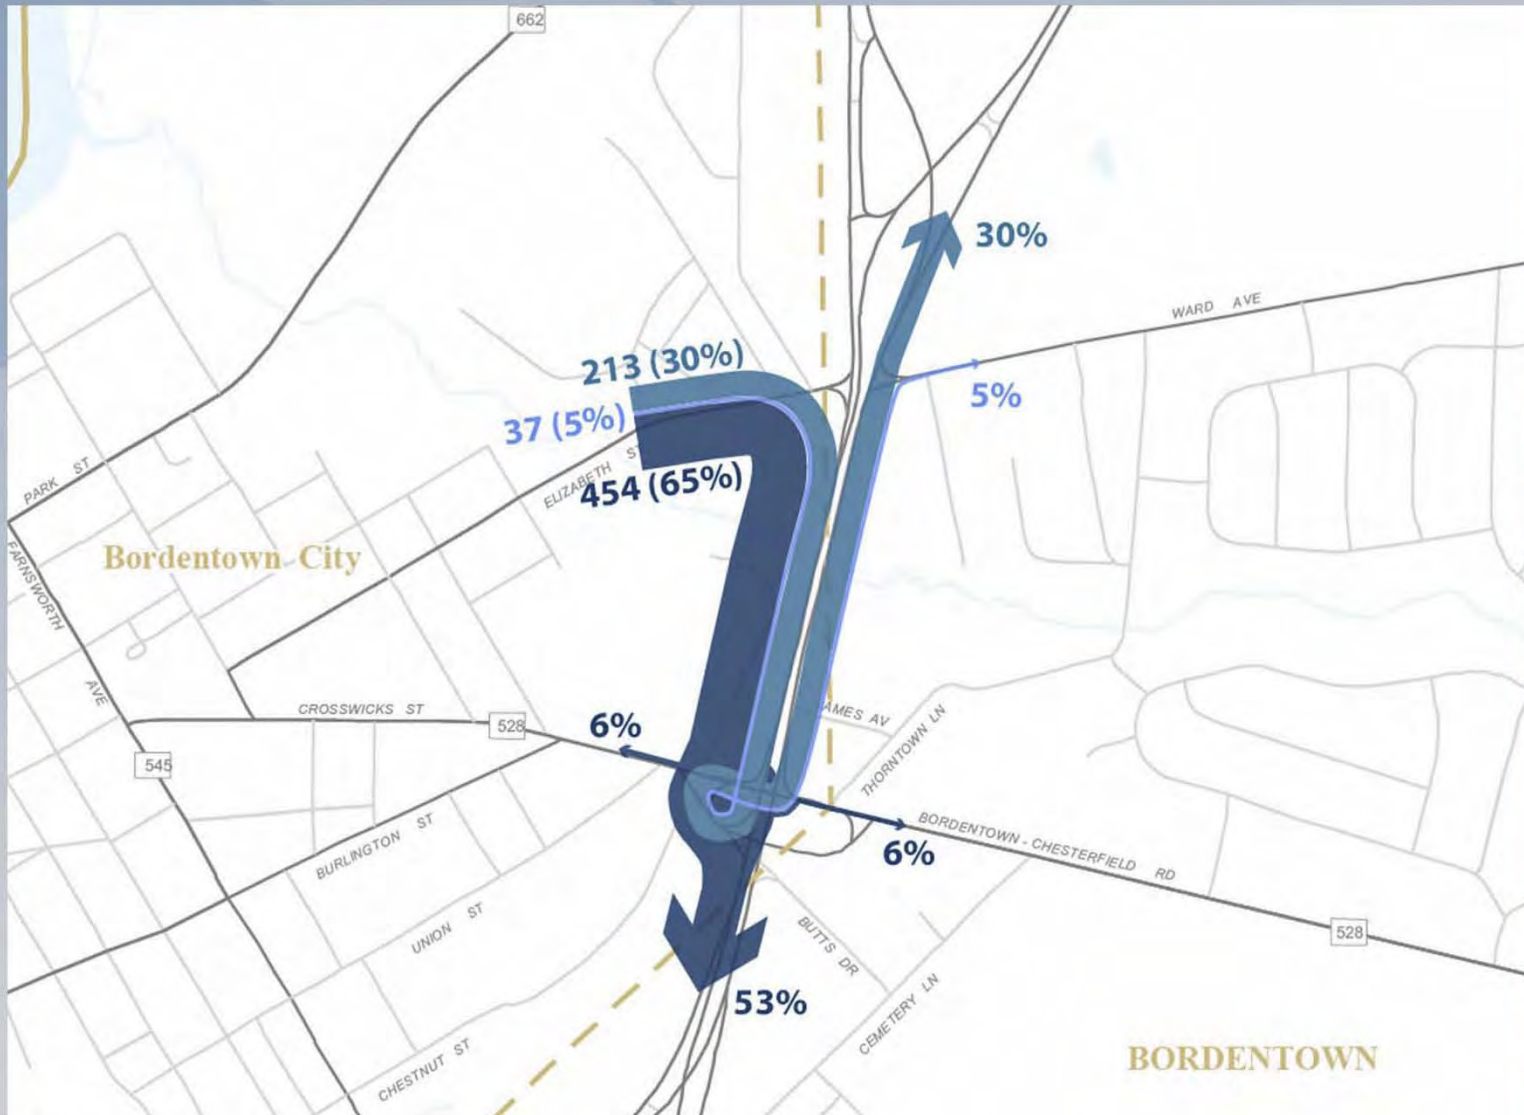 662
30%
WARD AVE
213 (30%)
37 (5%)
5%
454 (65%)
ELIZABETH ST
PARK ST
Bordentown City
FARNSWORTH
AVE
CROSSWICKS ST
528
6%
AMES AV
THORNTOWN LN
545
BURLINGTON ST
BORDENTOWN - CHESTERFIELD RD
6%
UNION ST
BUTTS DR
528
53%
CEMETERY LN
CHESTNUT ST
BORDENTOWN